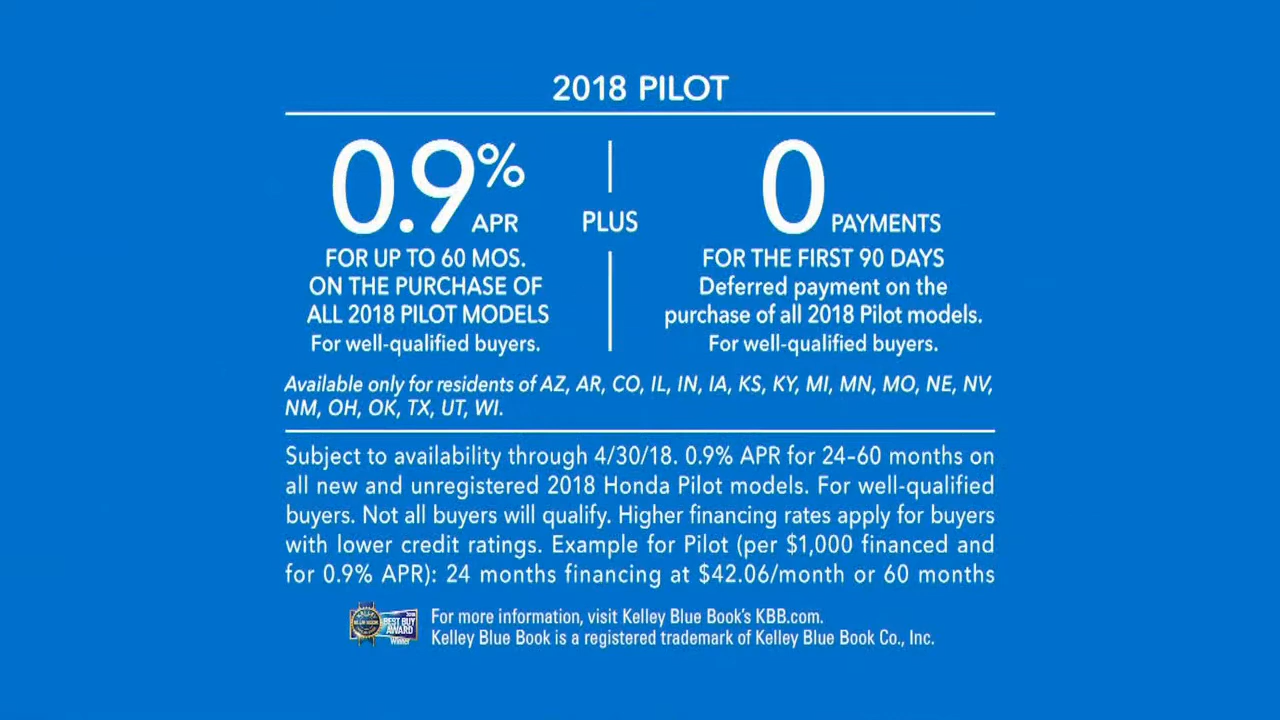 2018 PILOT
0.9%
APR
FOR UP TO 60 MOS.
ON THE PURCHASE OF
ALL 2018 PILOT MODELS
For well-qualified buyers.
PLUS
0 PAYMENTS
FOR THE FIRST 90 DAYS
Deferred payment on the
purchase of all 2018 Pilot models.
For well-qualified buyers.
Available only for residents of AZ, AR, CO, IL, IN, IA, KS, KY, MI, MN, MO, NE, NV,
NM, OH, OK, TX, UT, WI.
Subject to availability through 4/30/18. 0.9% APR for 24–60 months on
all new and unregistered 2018 Honda Pilot models. For well-qualified
buyers. Not all buyers will qualify. Higher financing rates apply for buyers
with lower credit ratings. Example for Pilot (per $1,000 financed and
for 0.9% APR): 24 months financing at $42.06/month or 60 months
BEST BUY
AWARD
Winner
For more information, visit Kelley Blue Book's KBB.com.
Kelley Blue Book is a registered trademark of Kelley Blue Book Co., Inc.